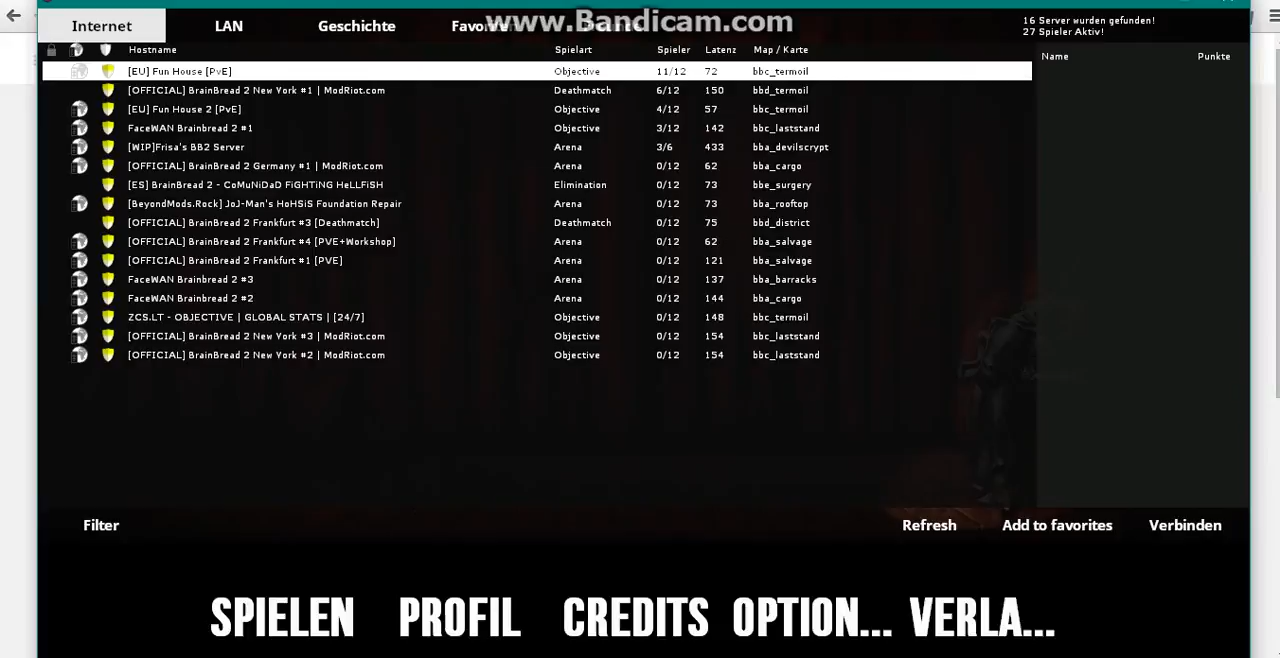 www.Bandicam.com
Internet LAN Geschichte
16 Server wurden gefunden!
27 Spieler Aktiv!
Hostname Spielart Spieler Latenz Map / Karte Name Punkte
[EU] Fun House [PvE] Objective 11/12 72 bbc_termoil
[OFFICIAL] BrainBread 2 New York #1 | ModRiot.com Deathmatch 6/12 150 bbd_termoil
[EU] Fun House 2 [PvE] Objective 4/12 57 bbc_termoil
FaceWAN Brainbread 2 #1 Objective 3/12 142 bbc_laststand
[WIP]Frisa's BB2 Server Arena 3/6 433 bba_devilscrypt
[OFFICIAL] BrainBread 2 Germany #1 | ModRiot.com Arena 0/12 62 bba_cargo
[ES] BrainBread 2 - CoMuNiDaD FiGHTiNG HeLLFiSH Elimination 0/12 73 bbe_surgery
[BeyondMods.Rock] JoJ-Man's HoHSiS Foundation Repair Arena 0/12 73 bba_rooftop
[OFFICIAL] BrainBread 2 Frankfurt #3 [Deathmatch] Deathmatch 0/12 75 bbd_district
[OFFICIAL] BrainBread 2 Frankfurt #4 [PVE+Workshop] Arena 0/12 62 bba_salvage
[OFFICIAL] BrainBread 2 Frankfurt #1 [PVE] Arena 0/12 121 bba_salvage
FaceWAN Brainbread 2 #3 Arena 0/12 137 bba_barracks
FaceWAN Brainbread 2 #2 Arena 0/12 144 bba_cargo
ZCS.LT - OBJECTIVE | GLOBAL STATS | [24/7] Objective 0/12 148 bbc_termoil
[OFFICIAL] BrainBread 2 New York #3 | ModRiot.com Objective 0/12 154 bbc_laststand
[OFFICIAL] BrainBread 2 New York #2 | ModRiot.com Objective 0/12 154 bbc_laststand
Filter Refresh Add to favorites Verbinden
SPIELEN PROFIL CREDITS OPTION... VERLA...